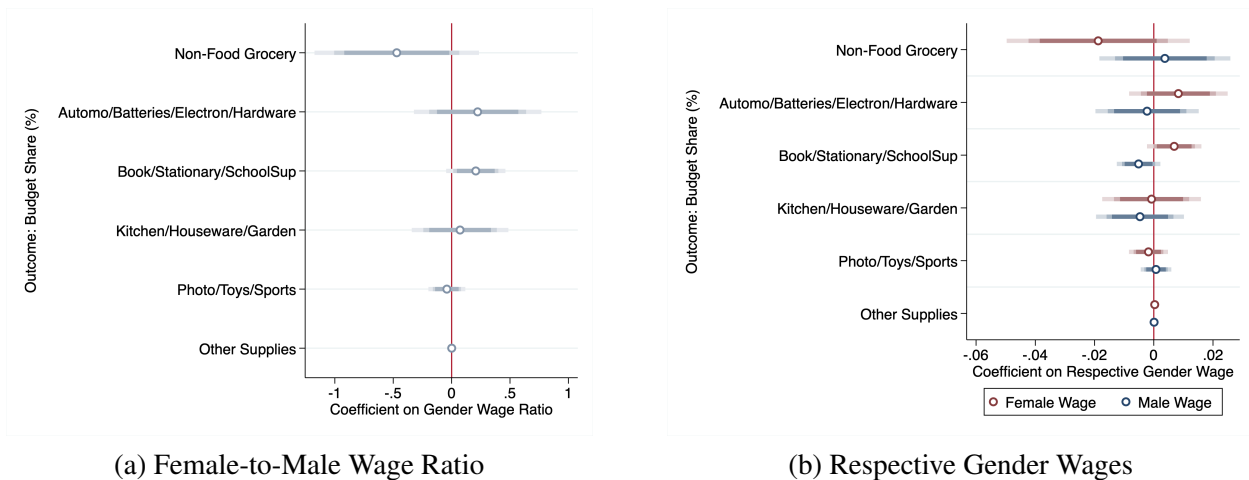 Outcome: Budget Share (%)
Non-Food Grocery
Automo/Batteries/Electron/Hardware
Book/Stationary/SchoolSup
Kitchen/Houseware/Garden
Photo/Toys/Sports
Other Supplies
-1 -.5 0 .5 1
Coefficient on Gender Wage Ratio
(a) Female-to-Male Wage Ratio
Outcome: Budget Share (%)
Non-Food Grocery
Automo/Batteries/Electron/Hardware
Book/Stationary/SchoolSup
Kitchen/Houseware/Garden
Photo/Toys/Sports
Other Supplies
-.06 -.04 -.02 0 .02
Coefficient on Respective Gender Wage
Female Wage Male Wage
(b) Respective Gender Wages